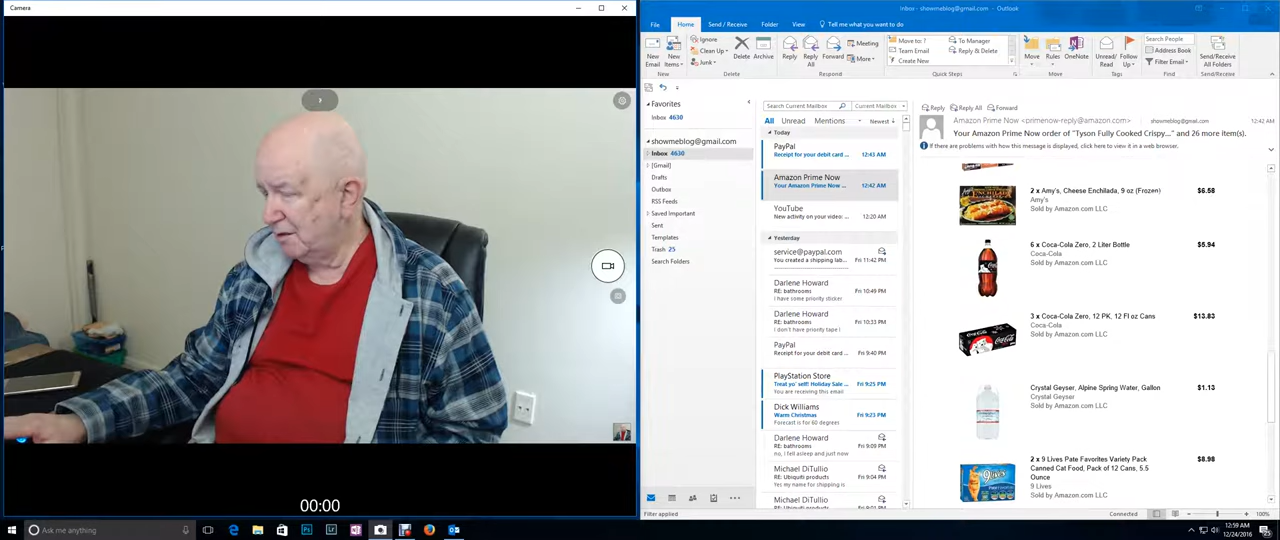 Camera
00:00
Inbox - showmeblog@gmail.com - Outlook
File
Home
Send / Receive
Folder
View
Tell me what you want to do
New Email
New Items
Ignore
Clean Up
Junk
Delete
Archive
Reply
Reply All
Forward
Meeting
More
Move to: ?
Team Email
Create New
To Manager
Reply & Delete
Move
Rules
OneNote
Unread/ Read
Follow Up
Search People
Address Book
Filter Email
Send/Receive All Folders
New
Delete
Respond
Quick Steps
Move
Tags
Find
Send/Receive
Favorites
Inbox 4630
showmeblog@gmail.com
Inbox 4630
[Gmail]
Drafts
Outbox
RSS Feeds
Saved important
Sent
Templates
Trash 25
Search Folders
Search Current Mailbox
Current Mailbox
All Unread Mentions
Newest
Today
PayPal
Receipt for your debit card ... 12:43 AM
Amazon Prime Now
Your Amazon Prime Now ... 12:42 AM
YouTube
New activity on your video: ... 12:20 AM
Yesterday
service@paypal.com
You created a shipping lab... Fri 11:42 PM
Darlene Howard
RE: bathrooms Fri 10:49 PM
I have some priority sticker
Darlene Howard
RE: bathrooms Fri 10:33 PM
I don't have priority tape I
PayPal
Receipt for your debit card ... Fri 9:40 PM
PlayStation Store
Treat yo' self! Holiday Sale ... Fri 9:25 PM
You are receiving this email
Dick Williams
Warm Christmas Fri 9:23 PM
Forecast is for 60 degrees
Darlene Howard
RE: bathrooms Fri 9:09 PM
no, I fell asleep and just now
Michael DiTullio
RE: Ubiquiti products Fri 9:04 PM
Yes my name for shipping is
Michael DiTullio
RE: Ubiquiti products
Reply Reply All Forward
Amazon Prime Now <primenow-reply@amazon.com>
showmeblog@gmail.com
12:42 AM
Your Amazon Prime Now order of "Tyson Fully Cooked Crispy..." and 26 more item(s).
If there are problems with how this message is displayed, click here to view it in a web browser.
2 x Amy's, Cheese Enchilada, 9 oz (Frozen) $6.58
Amy's
Sold by Amazon.com LLC
6 x Coca-Cola Zero, 2 Liter Bottle $5.94
Coca-Cola
Sold by Amazon.com LLC
3 x Coca-Cola Zero, 12 PK, 12 Fl oz Cans $13.83
Coca-Cola
Sold by Amazon.com LLC
Crystal Geyser, Alpine Spring Water, Gallon $1.13
Crystal Geyser
Sold by Amazon.com LLC
2 x 9 Lives Pate Favorites Variety Pack $8.98
Canned Cat Food, Pack of 12 Cans, 5.5
Ounce
9 Lives
Sold by Amazon.com LLC
Filter applied
Connected
100%
Ask me anything
12:59 AM
12/24/2016